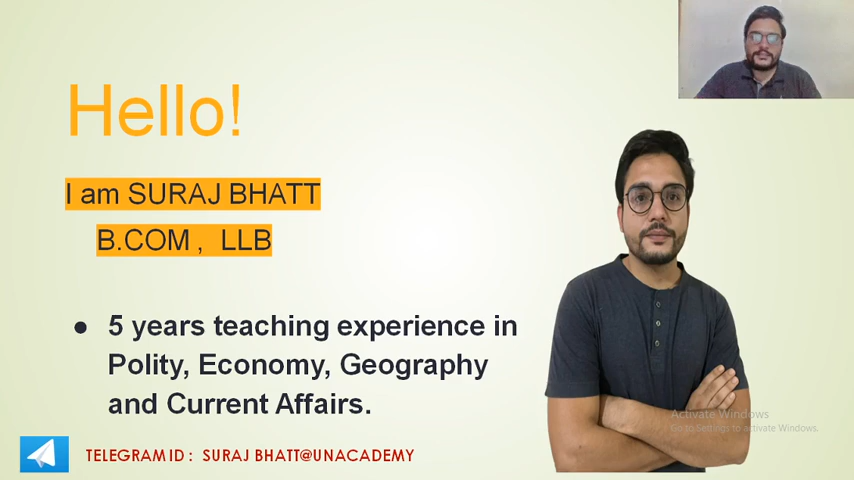 Hello!
I am SURAJ BHATT
B.COM , LLB
● 5 years teaching experience in
Polity, Economy, Geography
and Current Affairs.
Activate Windows
Go to Settings to activate Windows.
TELEGRAM ID : SURAJ BHATT@UNACADEMY